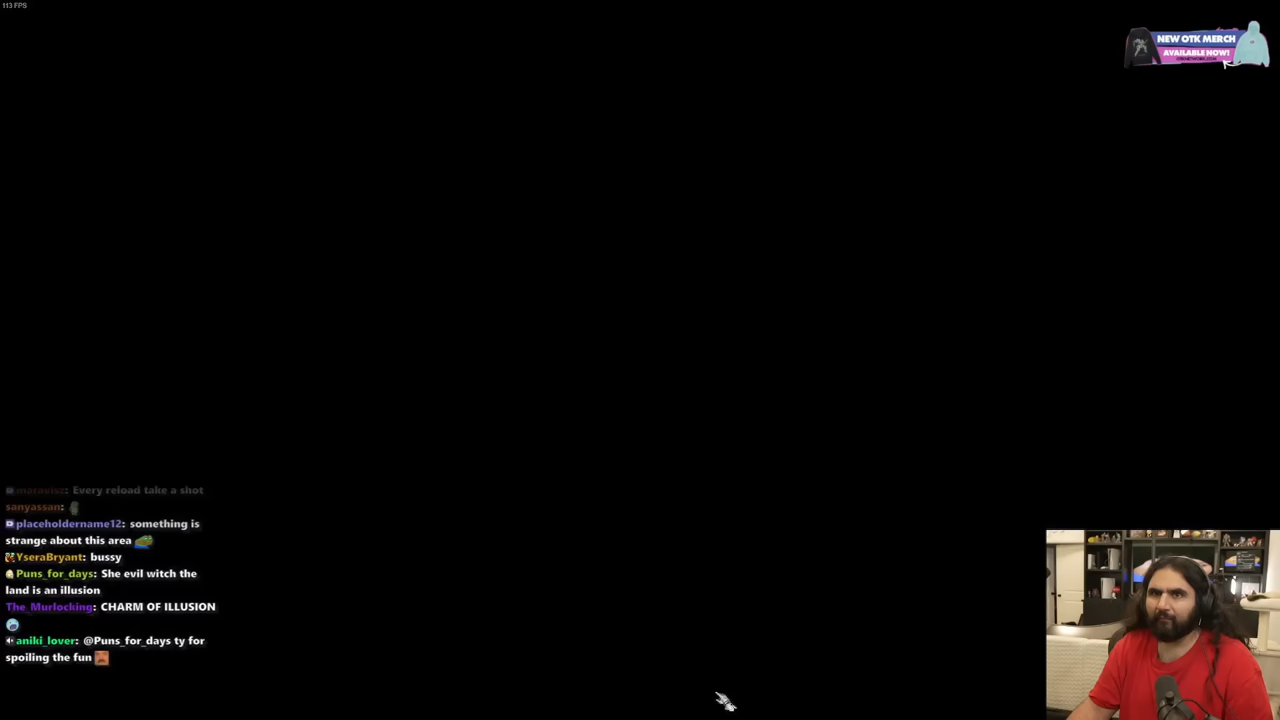 113 FPS
NEW OTK MERCH
AVAILABLE NOW!
Every reload take a shot
sanyassan:
placeholdername12: something is
strange about this area
YseraBryant: bussy
Puns_for_days: She evil witch the
land is an illusion
The_Murlocking: CHARM OF ILLUSION
aniki_lover: @Puns_for_days ty for
spoiling the fun